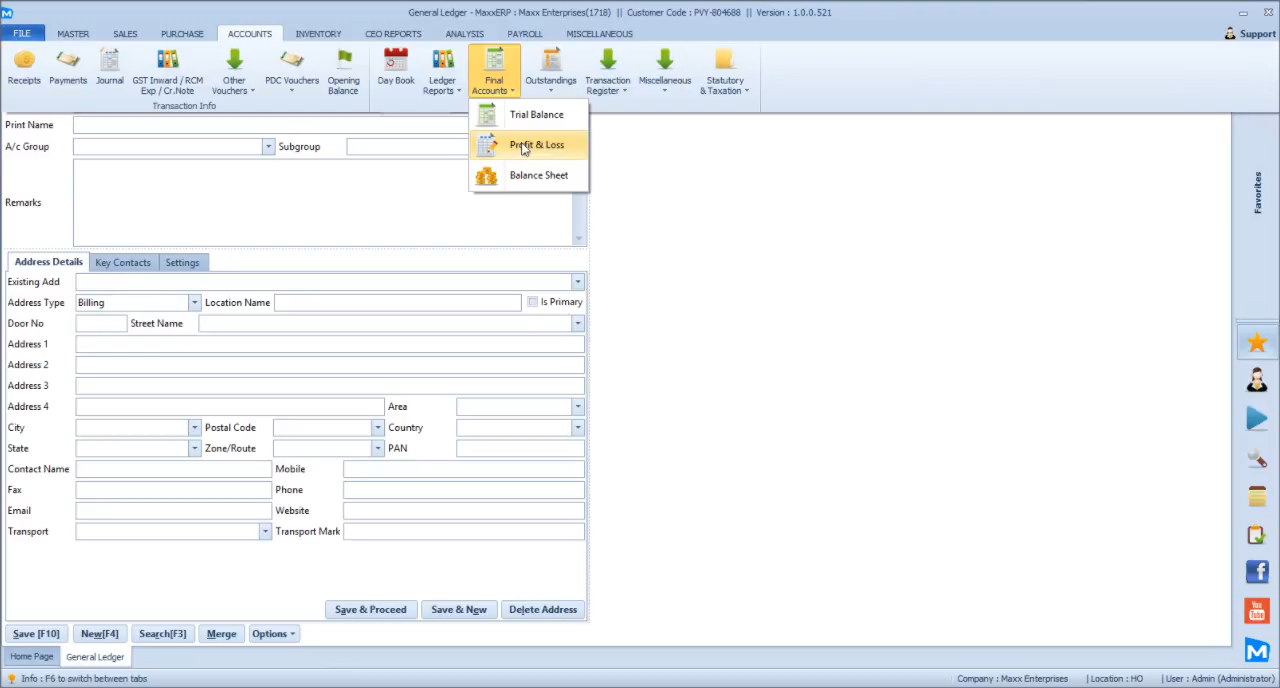 General Ledger - MaxxERP : Maxx Enterprises(1718) || Customer Code : PVY-804688 || Version : 1.0.0.521
FILE MASTER SALES PURCHASE ACCOUNTS INVENTORY CEO REPORTS ANALYSIS PAYROLL MISCELLANEOUS Support
Receipts Payments Journal GST Inward / RCM Other PDC Vouchers Opening Day Book Ledger Final Outstandings Transaction Miscellaneous Statutory
Exp / Cr.Note Vouchers Balance Reports Accounts Register & Taxation
Transaction Info
Trial Balance
Profit & Loss
Balance Sheet
Print Name
A/c Group Subgroup
Remarks
Favorites
Address Details Key Contacts Settings
Existing Add
Address Type Billing Location Name Is Primary
Door No Street Name
Address 1
Address 2
Address 3
Address 4 Area
City Postal Code Country
State Zone/Route PAN
Contact Name Mobile
Fax Phone
Email Website
Transport Transport Mark
You
Tube
Save & Proceed Save & New Delete Address
Save [F10] New[F4] Search[F3] Merge Options
Home Page General Ledger
Info : F6 to switch between tabs Company : Maxx Enterprises | Location : HO | User : Admin (Administrator)